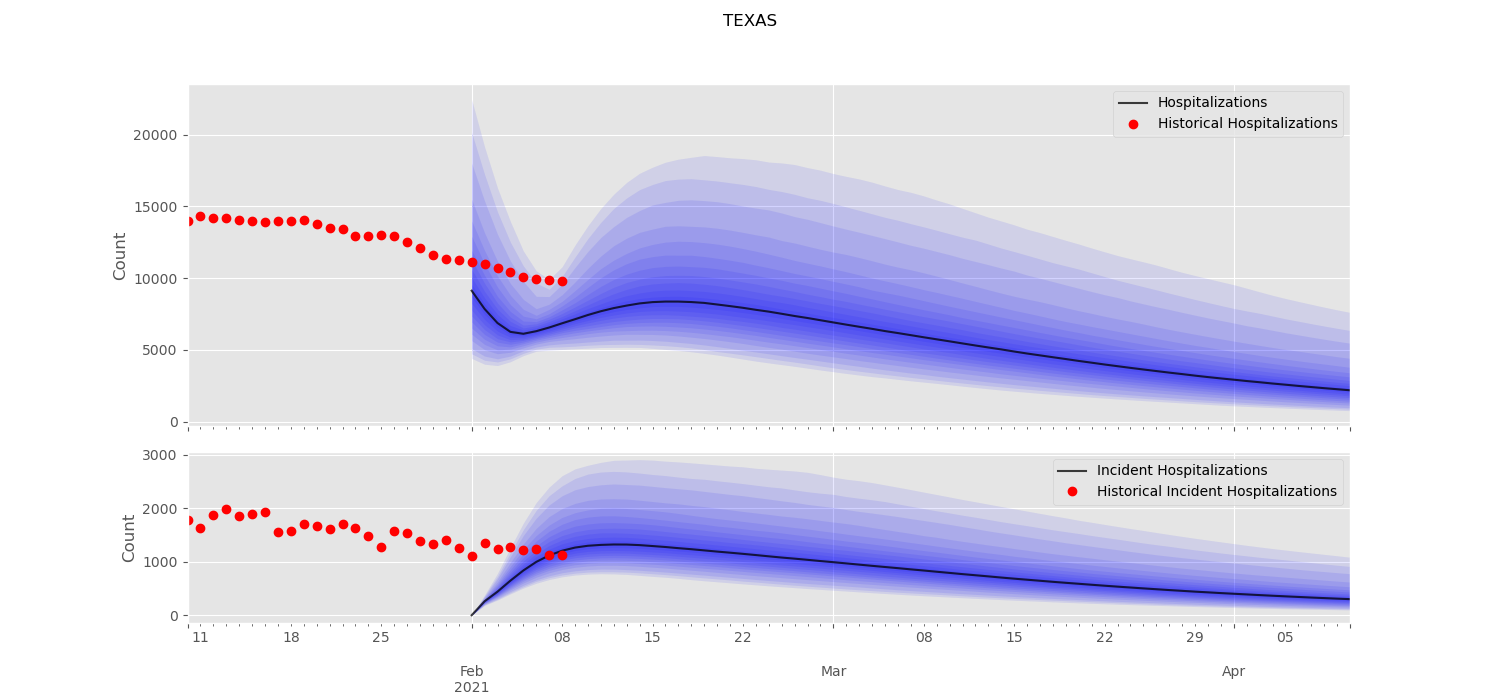 TEXAS
Hospitalizations
Historical Hospitalizations
Count
20000
15000
10000
5000
0
Incident Hospitalizations
Historical Incident Hospitalizations
Count
3000
2000
1000
0
11 18 25 08 15 22 08 15 22 29 05
Feb Mar Apr
2021